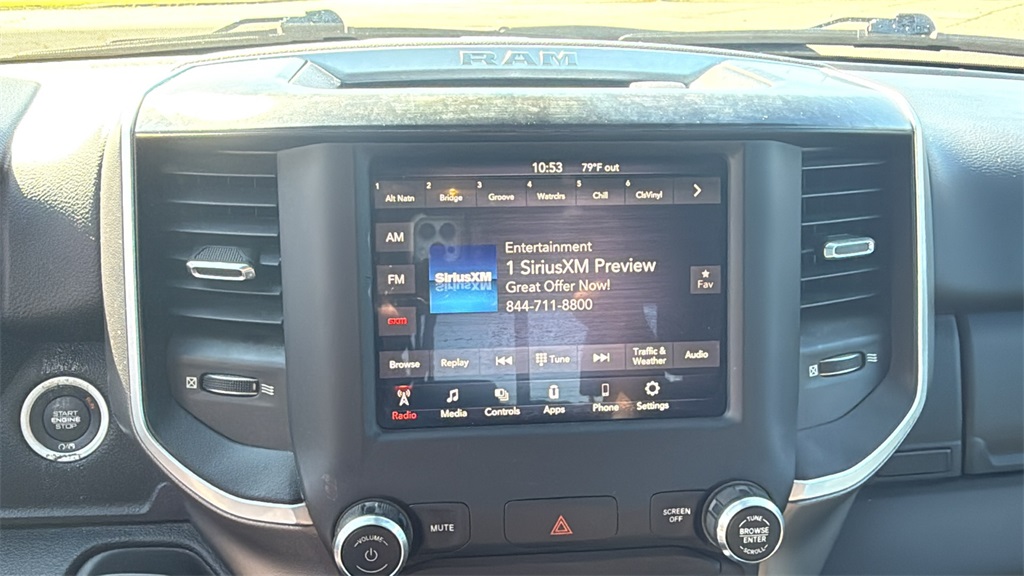 RAM
10:53 79°F out
1 2 3 4 5 6
Alt Natn Bridge Groove Watrclrs Chill ClsVinyl
AM
FM
SiriusXM
Entertainment
1 SiriusXM Preview
Great Offer Now!
844-711-8800
Fav
Browse Replay Tune Traffic & Weather Audio
Radio Media Controls Apps Phone Settings
START
ENGINE
STOP
VOLUME
MUTE
SCREEN
OFF
TUNE
BROWSE
ENTER
SCROLL